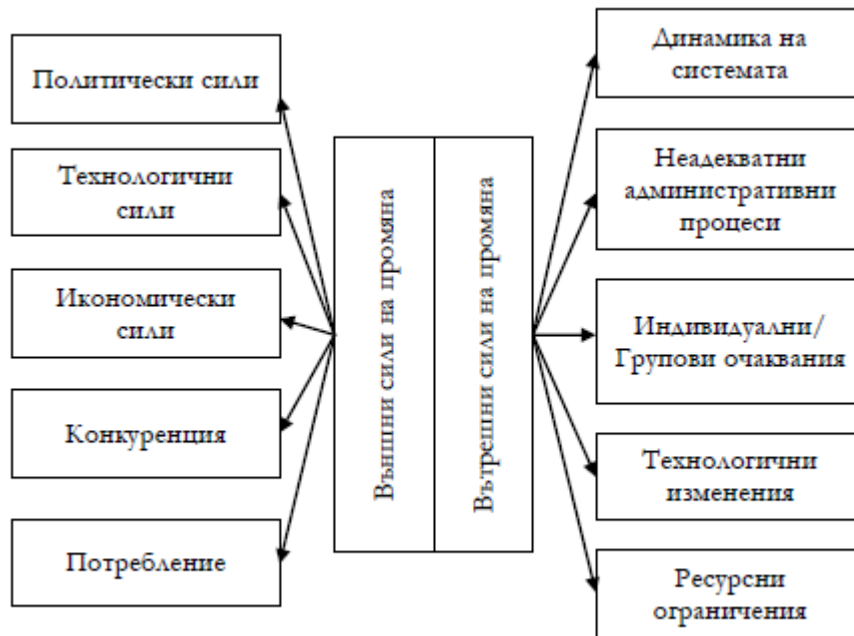 Политически сили
Технологични
сили
Икономически
сили
Конкуренция
Потребление
Външни сили на промяна
Вътрешни сили на промяна
Динамика на
системата
Неадекватни
административни
процеси
Индивидуални/
Групови очаквания
Технологични
изменения
Ресурсни
ограничения